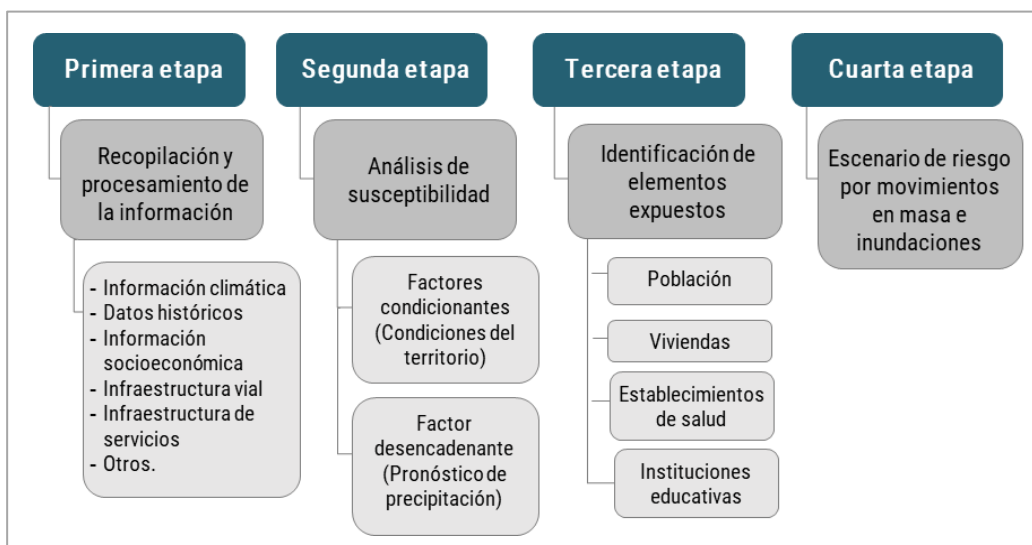 Primera etapa
Recopilación y
procesamiento de
la información
- Información climática
- Datos históricos
- Información
socioeconómica
- Infraestructura vial
- Infraestructura de
servicios
- Otros.
Segunda etapa
Análisis de
susceptibilidad
Factores
condicionantes
(Condiciones del
territorio)
Factor
desencadenante
(Pronóstico de
precipitación)
Tercera etapa
Identificación de
elementos
expuestos
Población
Viviendas
Establecimientos
de salud
Instituciones
educativas
Cuarta etapa
Escenario de riesgo
por movimientos
en masa e
inundaciones